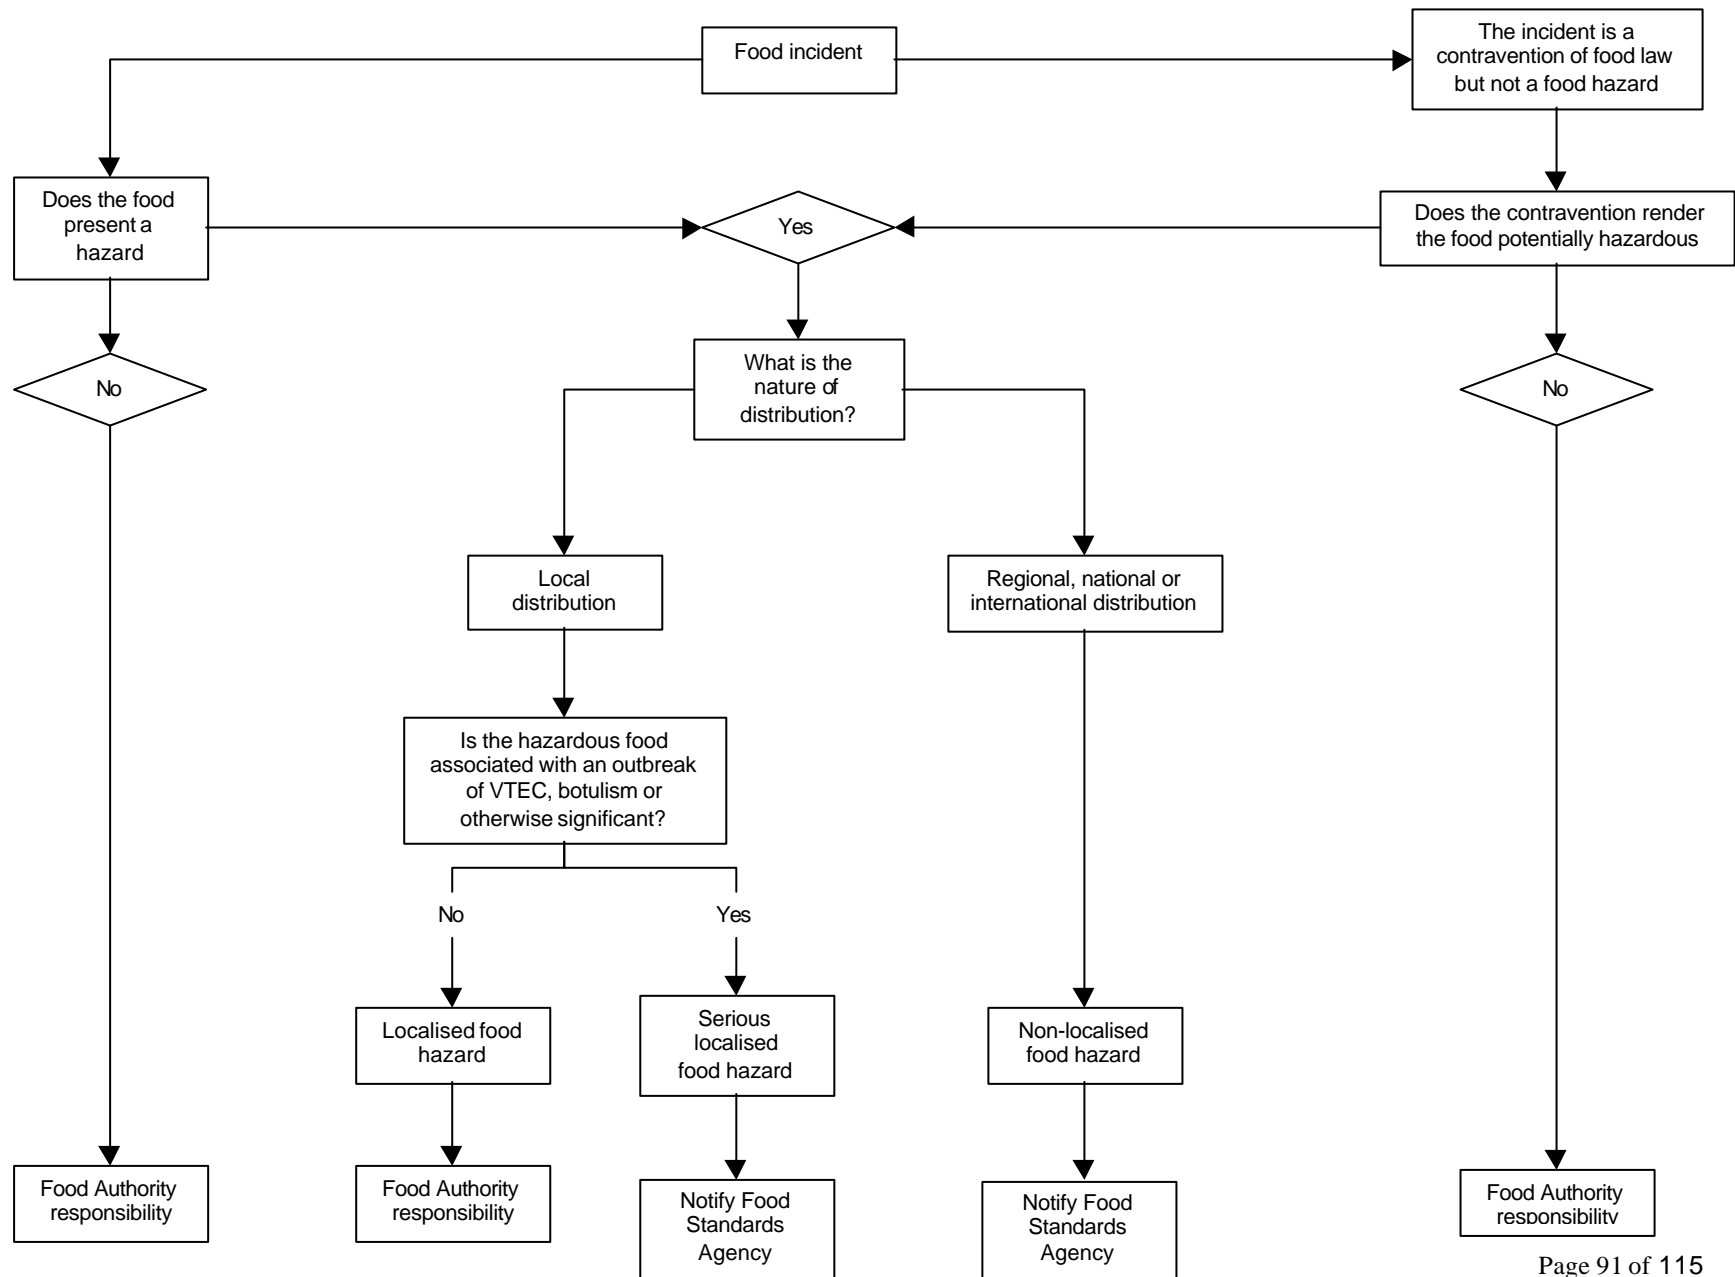 Food incident
The incident is a
contravention of food law
but not a food hazard
Does the food
present a
hazard
Yes
Does the contravention render
the food potentially hazardous
No
What is the
nature of
distribution?
No
Local
distribution
Regional, national or
international distribution
Is the hazardous food
associated with an outbreak
of VTEC, botulism or
otherwise significant?
No
Yes
Localised food
hazard
Serious
localised
food hazard
Non-localised
food hazard
Food Authority
responsibility
Food Authority
responsibility
Notify Food
Standards
Agency
Notify Food
Standards
Agency
Food Authority
responsibility
Page 91 of 115